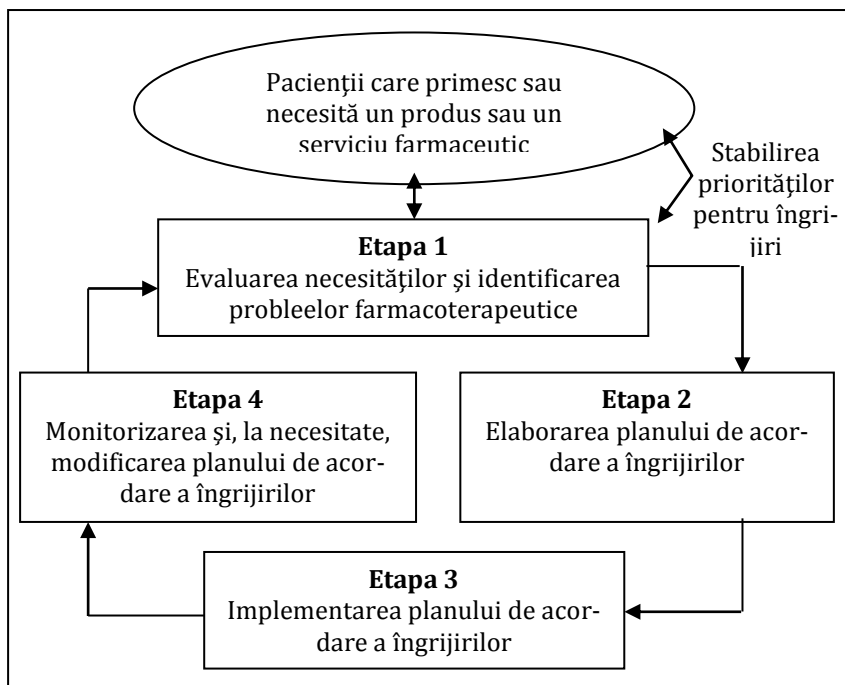 Pacienţii care primesc sau
necesită un produs sau un
serviciu farmaceutic
Stabilirea
priorităţilor
pentru îngri-
jiri
Etapa 1
Evaluarea necesităţilor şi identificarea
probleelor farmacoterapeutice
Etapa 4
Monitorizarea şi, la necesitate,
modificarea planului de acor-
dare a îngrijirilor
Etapa 2
Elaborarea planului de acor-
dare a îngrijirilor
Etapa 3
Implementarea planului de acor-
dare a îngrijirilor